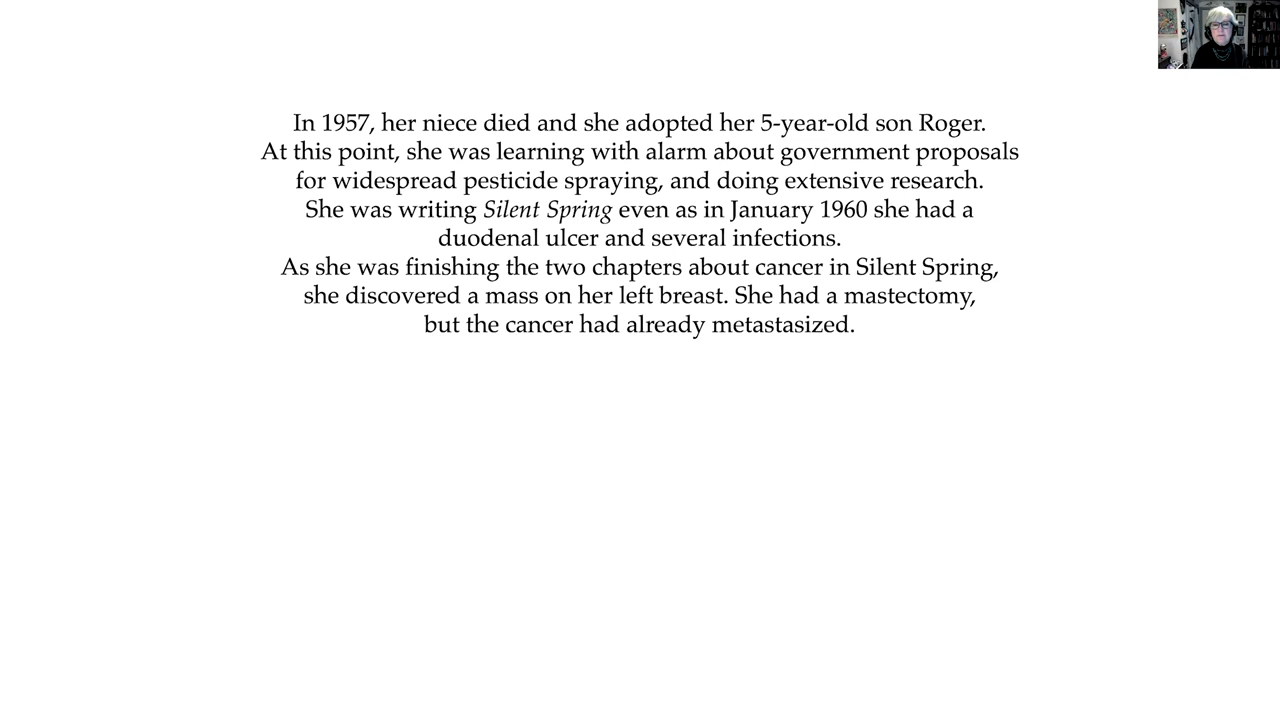 In 1957, her niece died and she adopted her 5-year-old son Roger.
At this point, she was learning with alarm about government proposals
for widespread pesticide spraying, and doing extensive research.
She was writing Silent Spring even as in January 1960 she had a
duodenal ulcer and several infections.
As she was finishing the two chapters about cancer in Silent Spring,
she discovered a mass on her left breast. She had a mastectomy,
but the cancer had already metastasized.